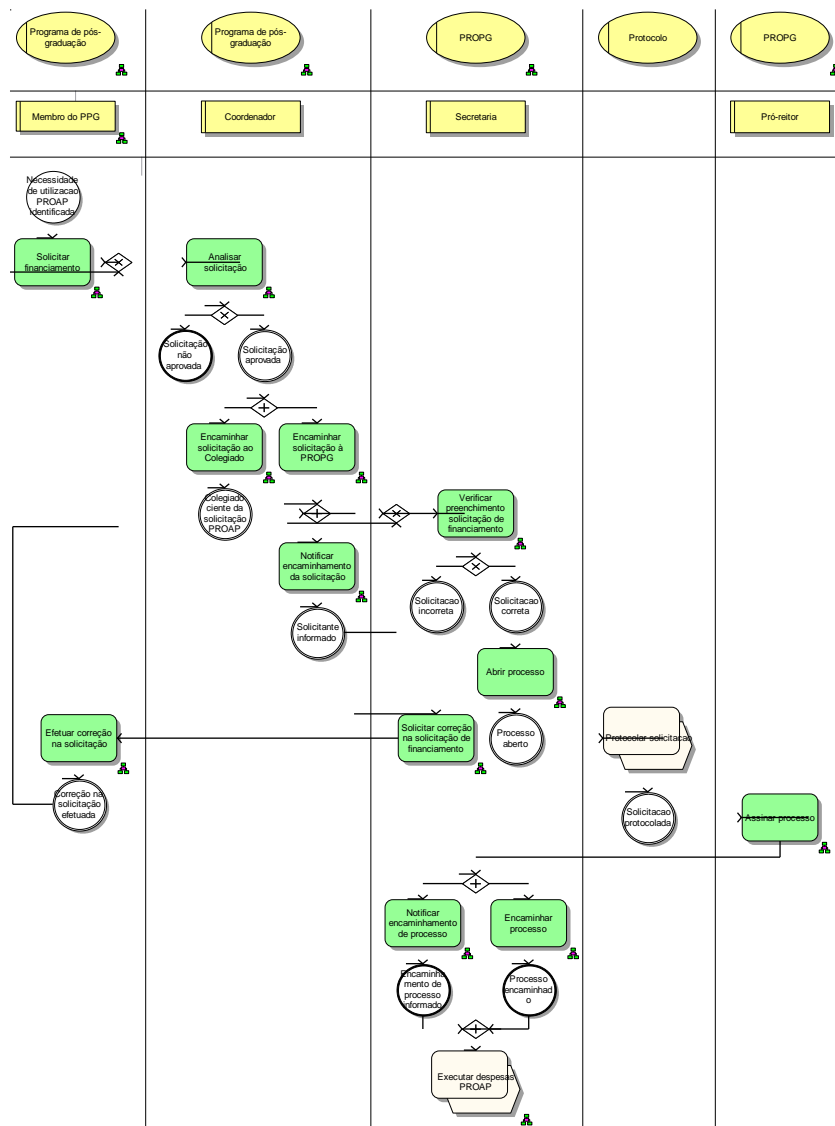 Programa de pós-
graduação
Programa de pós-
graduação
PROPG
Protocolo
PROPG
Membro do PPG
Coordenador
Secretaria
Pró-reitor
Necessidade
de utilizacao
PROAP
identificada
Solicitar
financiamento
Analisar
solicitação
Solicitação
não
aprovada
Solicitação
aprovada
Encaminhar
solicitação ao
Colegiado
Encaminhar
solicitação à
PROPG
Colegiado
ciente da
solicitação
PROAP
Verificar
preenchimento
solicitação de
financiamento
Notificar
encaminhamento
da solicitação
Solicitacao
incorreta
Solicitacao
correta
Solicitante
informado
Abrir processo
Efetuar correção
na solicitação
Solicitar correção
na solicitação de
financiamento
Processo
aberto
Protocolar solicitacao
Correção na
solicitação
efetuada
Solicitacao
protocolada
Assinar processo
Notificar
encaminhamento
de processo
Encaminhar
processo
Encaminha
mento de
processo
informado
Processo
encaminhad
o
Executar despesas
PROAP